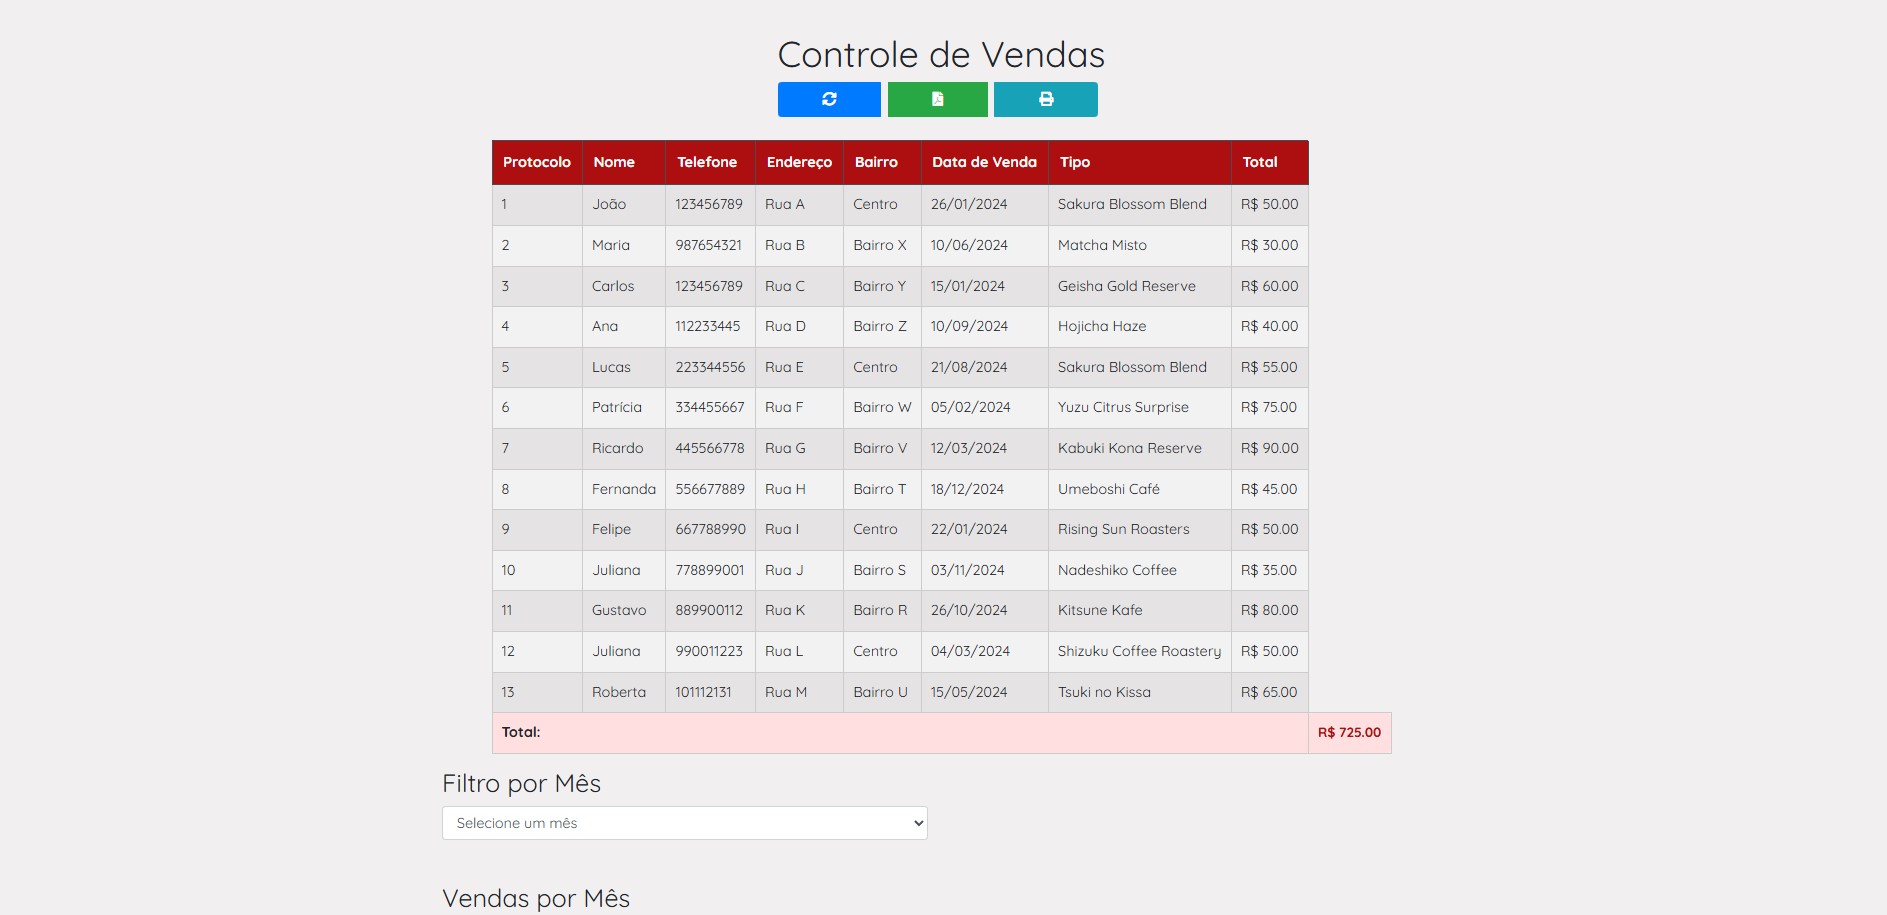 Controle de Vendas
Protocolo Nome Telefone Endereço Bairro Data de Venda Tipo Total
1 João 123456789 Rua A Centro 26/01/2024 Sakura Blossom Blend R$ 50.00
2 Maria 987654321 Rua B Bairro X 10/06/2024 Matcha Misto R$ 30.00
3 Carlos 123456789 Rua C Bairro Y 15/01/2024 Geisha Gold Reserve R$ 60.00
4 Ana 112233445 Rua D Bairro Z 10/09/2024 Hojicha Haze R$ 40.00
5 Lucas 223344556 Rua E Centro 21/08/2024 Sakura Blossom Blend R$ 55.00
6 Patrícia 334455667 Rua F Bairro W 05/02/2024 Yuzu Citrus Surprise R$ 75.00
7 Ricardo 445566778 Rua G Bairro V 12/03/2024 Kabuki Kona Reserve R$ 90.00
8 Fernanda 556677889 Rua H Bairro T 18/12/2024 Umeboshi Café R$ 45.00
9 Felipe 667788990 Rua I Centro 22/01/2024 Rising Sun Roasters R$ 50.00
10 Juliana 778899001 Rua J Bairro S 03/11/2024 Nadeshiko Coffee R$ 35.00
11 Gustavo 889900112 Rua K Bairro R 26/10/2024 Kitsune Kafe R$ 80.00
12 Juliana 990011223 Rua L Centro 04/03/2024 Shizuku Coffee Roastery R$ 50.00
13 Roberta 101112131 Rua M Bairro U 15/05/2024 Tsuki no Kissa R$ 65.00
Total: R$ 725.00
Filtro por Mês
Selecione um mês
Vendas por Mês